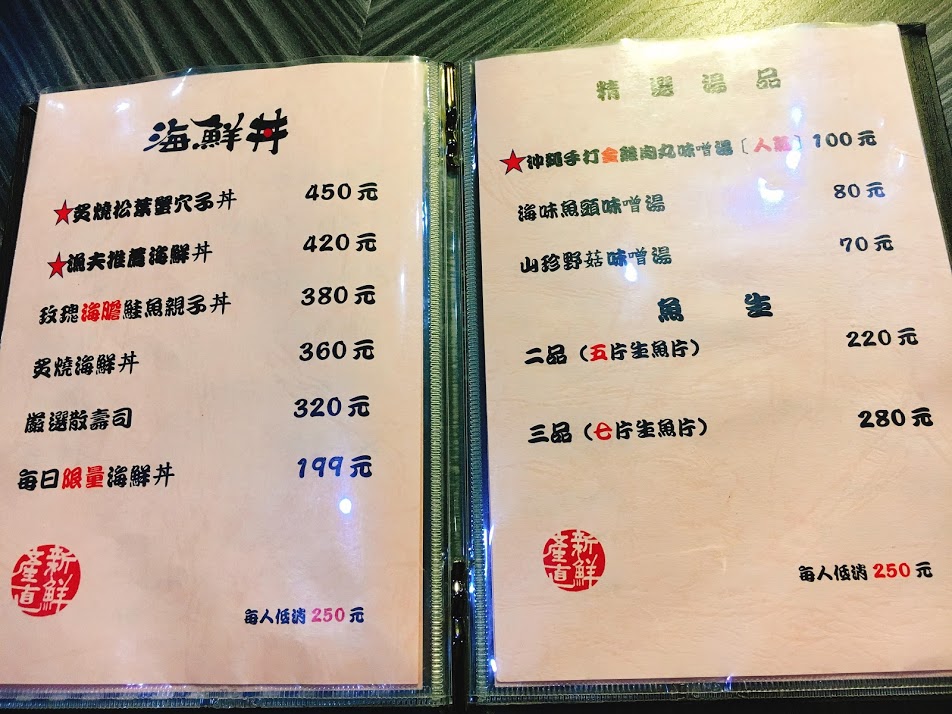 海鮮丼
★炙燒松葉蟹穴子丼 450元
★漁夫推薦海鮮丼 420元
玫瑰海膽鮭魚親子丼 380元
炙燒海鮮丼 360元
嚴選散壽司 320元
每日限量海鮮丼 199元
新鮮
產直
每人低消 250元
精選湯品
★沖繩手打全雞肉丸味噌湯〔人氣〕100元
海味魚頭味噌湯 80元
山珍野菇味噌湯 70元
魚生
二品（五片生魚片） 220元
三品（七片生魚片） 280元
新鮮
產直
每人低消 250元